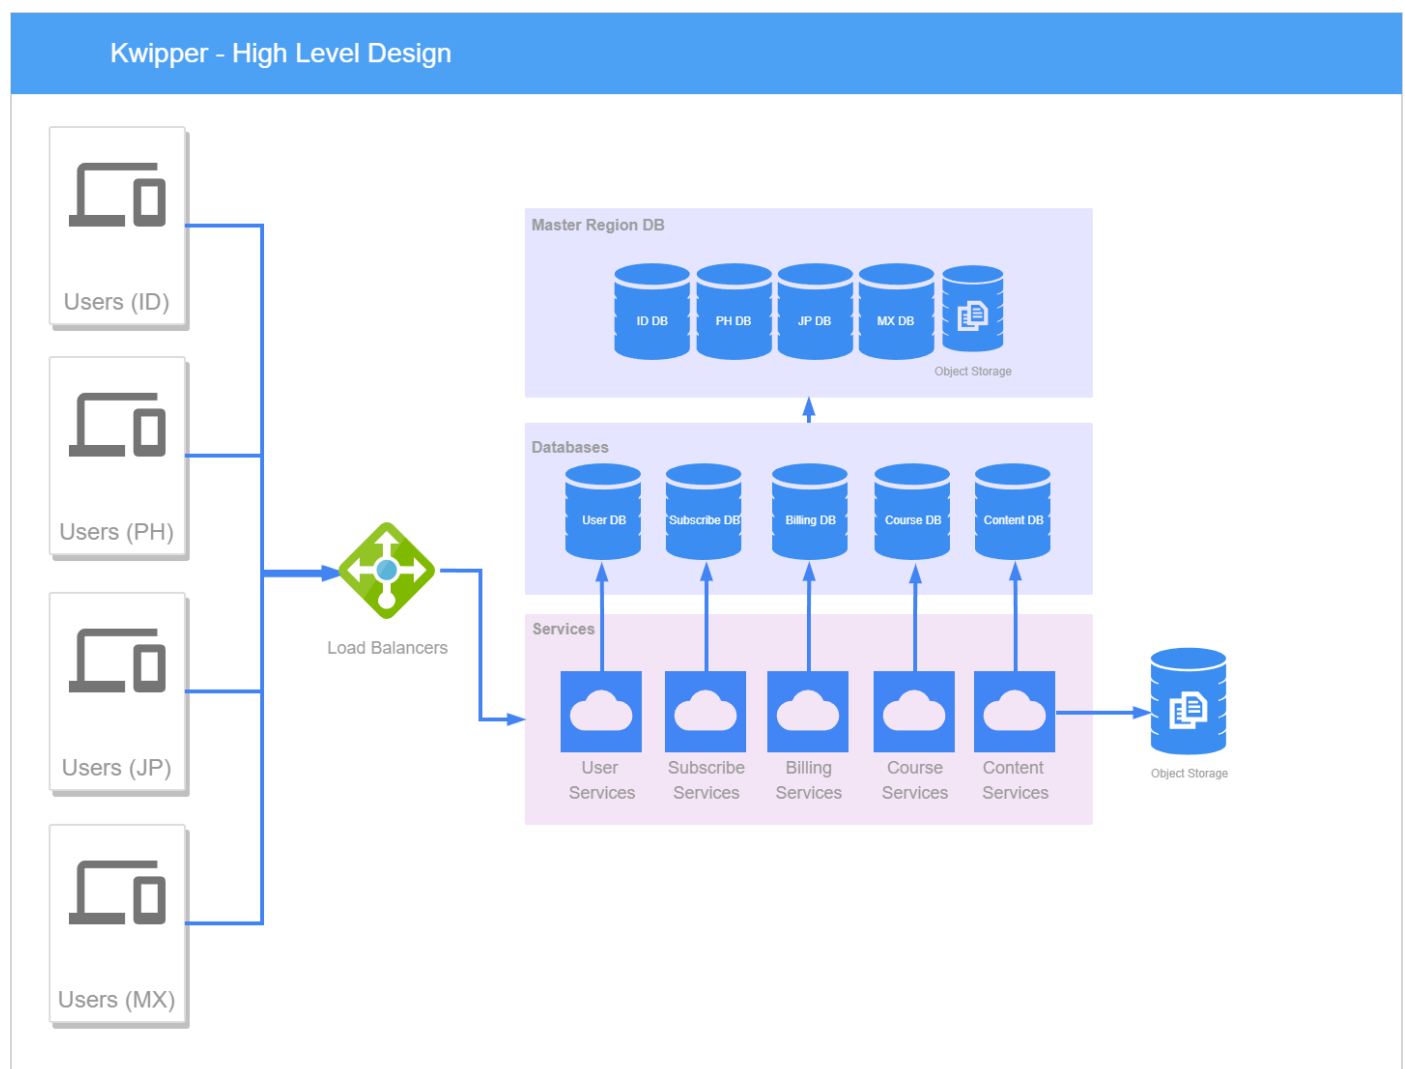 Kwipper - High Level Design
Users (ID)
Users (PH)
Users (JP)
Users (MX)
Load Balancers
Master Region DB
ID DB
PH DB
JP DB
MX DB
Object Storage
Databases
User DB
Subscribe DB
Billing DB
Course DB
Content DB
Services
User
Services
Subscribe
Services
Billing
Services
Course
Services
Content
Services
Object Storage